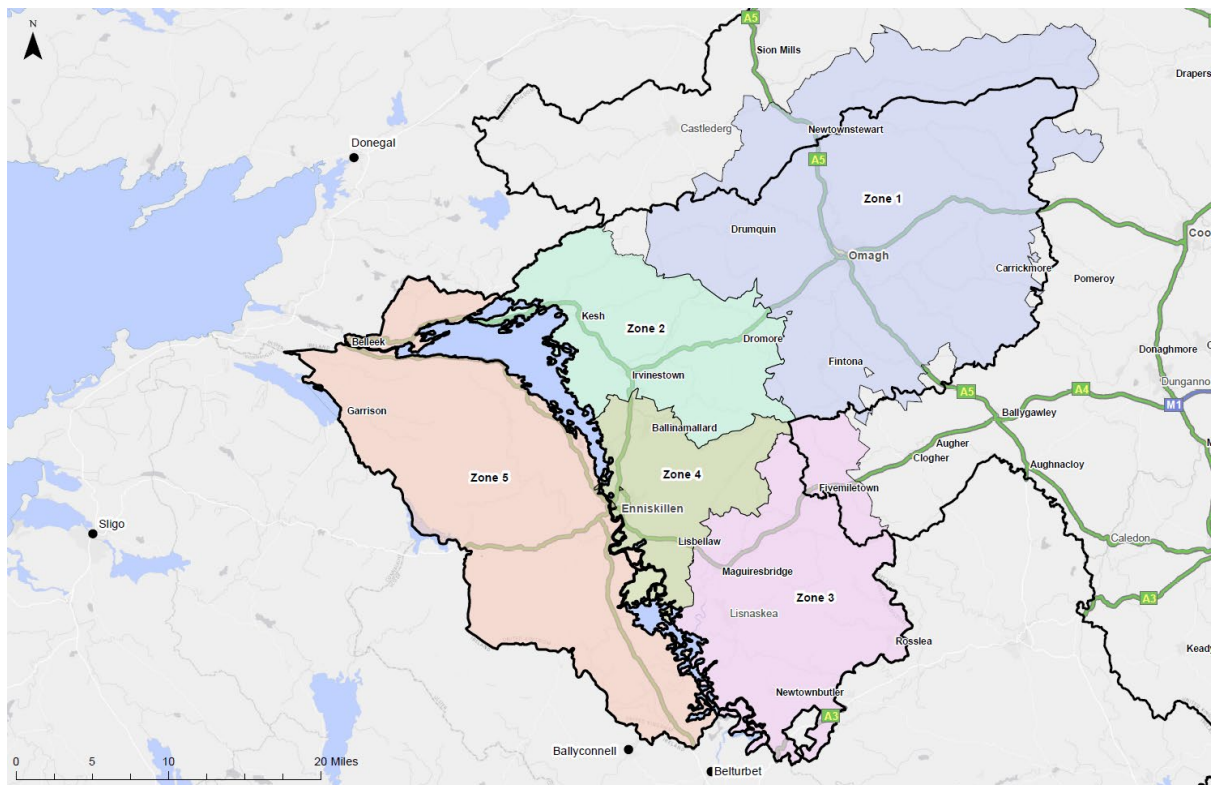 N
A5
Sion Mills
Drapers
Castlederg
Newtownstewart
Donegal
A5
Zone 1
Drumquin
Coo
Omagh
Carrickmore
Pomeroy
Kesh
Zone 2
Dromore
Belleek
Donaghmore
Fintona
Irvinestown
Dunganno
A5
A4
M1
Garrison
Ballygawley
Ballinamallard
Augher
Clogher
Aughnacloy
Zone 5
Zone 4
Fivemiletown
Enniskillen
Sligo
Lisbellaw
Caledon
Maguiresbridge
Zone 3
A3
Lisnaskea
Rosslea
Keady
Newtownbutler
A3
Ballyconnell
Belturbet
0 5 10 20 Miles